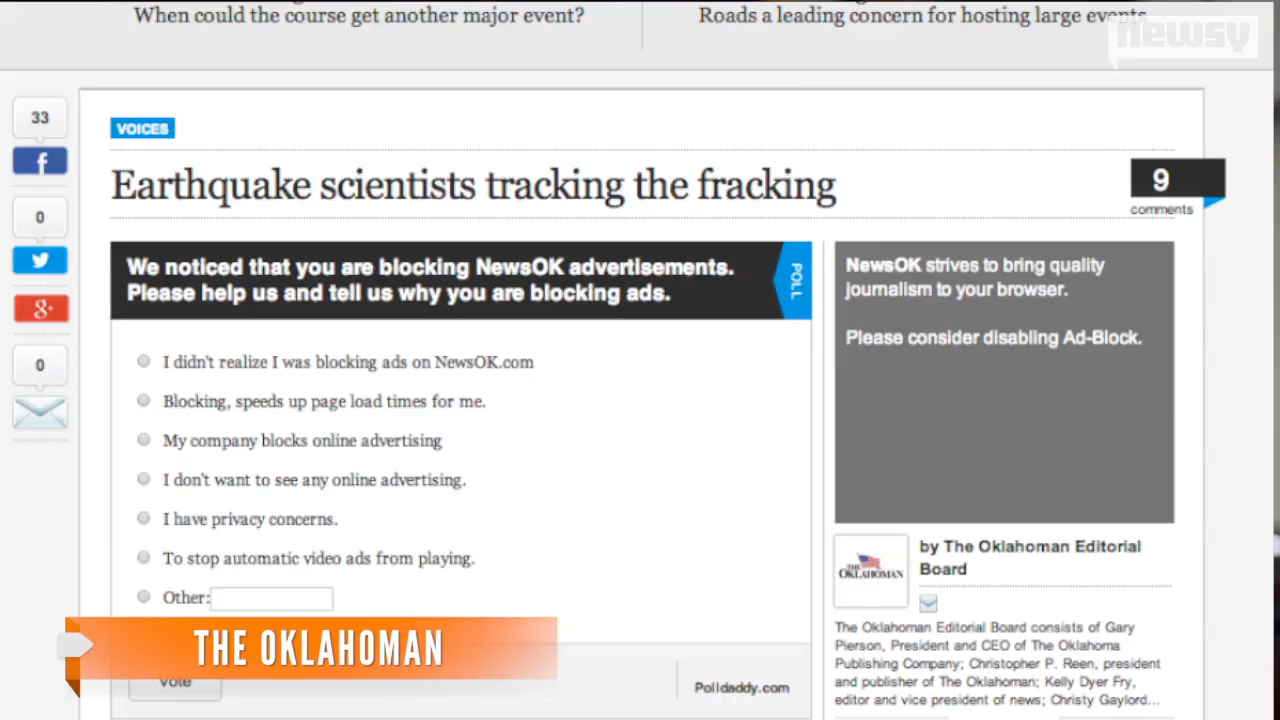 When could the course get another major event?
Roads a leading concern for hosting large events
newsy
33
f
0
g+
0
VOICES
Earthquake scientists tracking the fracking
9
comments
We noticed that you are blocking NewsOK advertisements.
Please help us and tell us why you are blocking ads.
POLL
I didn't realize I was blocking ads on NewsOK.com
Blocking, speeds up page load times for me.
My company blocks online advertising
I don't want to see any online advertising.
I have privacy concerns.
To stop automatic video ads from playing.
Other:
Vote
Polldaddy.com
NewsOK strives to bring quality
journalism to your browser.
Please consider disabling Ad-Block.
THE OKLAHOMAN
by The Oklahoman Editorial
Board
The Oklahoman Editorial Board consists of Gary
Pierson, President and CEO of The Oklahoma
Publishing Company; Christopher P. Reen, president
and publisher of The Oklahoman; Kelly Dyer Fry,
editor and vice president of news; Christy Gaylord...
THE OKLAHOMAN